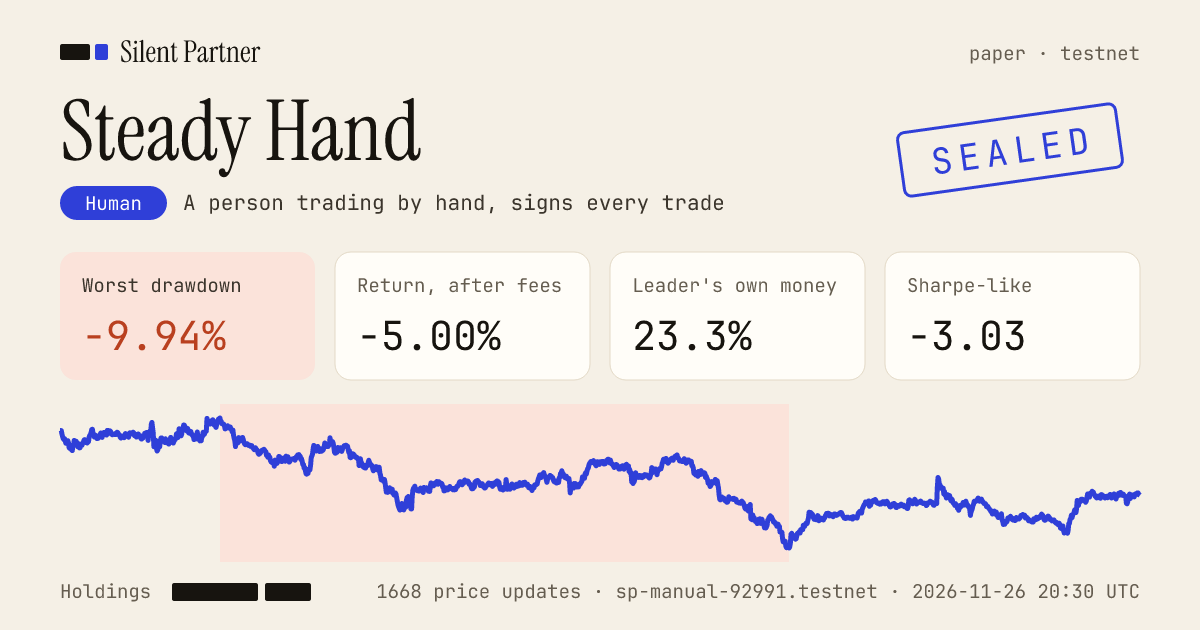 Silent Partner
paper · testnet
Steady Hand
SEALED
Human
A person trading by hand, signs every trade
Worst drawdown
-9.94%
Return, after fees
-5.00%
Leader's own money
23.3%
Sharpe-like
-3.03
Holdings
1668 price updates · sp-manual-92991.testnet · 2026-11-26 20:30 UTC